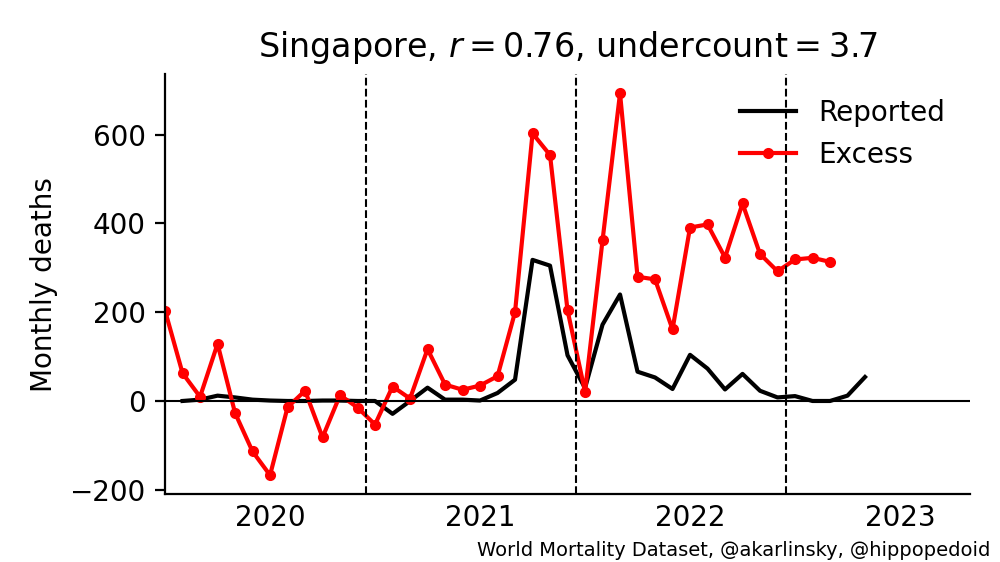 Singapore, r = 0.76, undercount = 3.7
Reported
Excess
Monthly deaths
600
400
200
0
−200
2020 2021 2022 2023
World Mortality Dataset, @akarlinsky, @hippopedoid